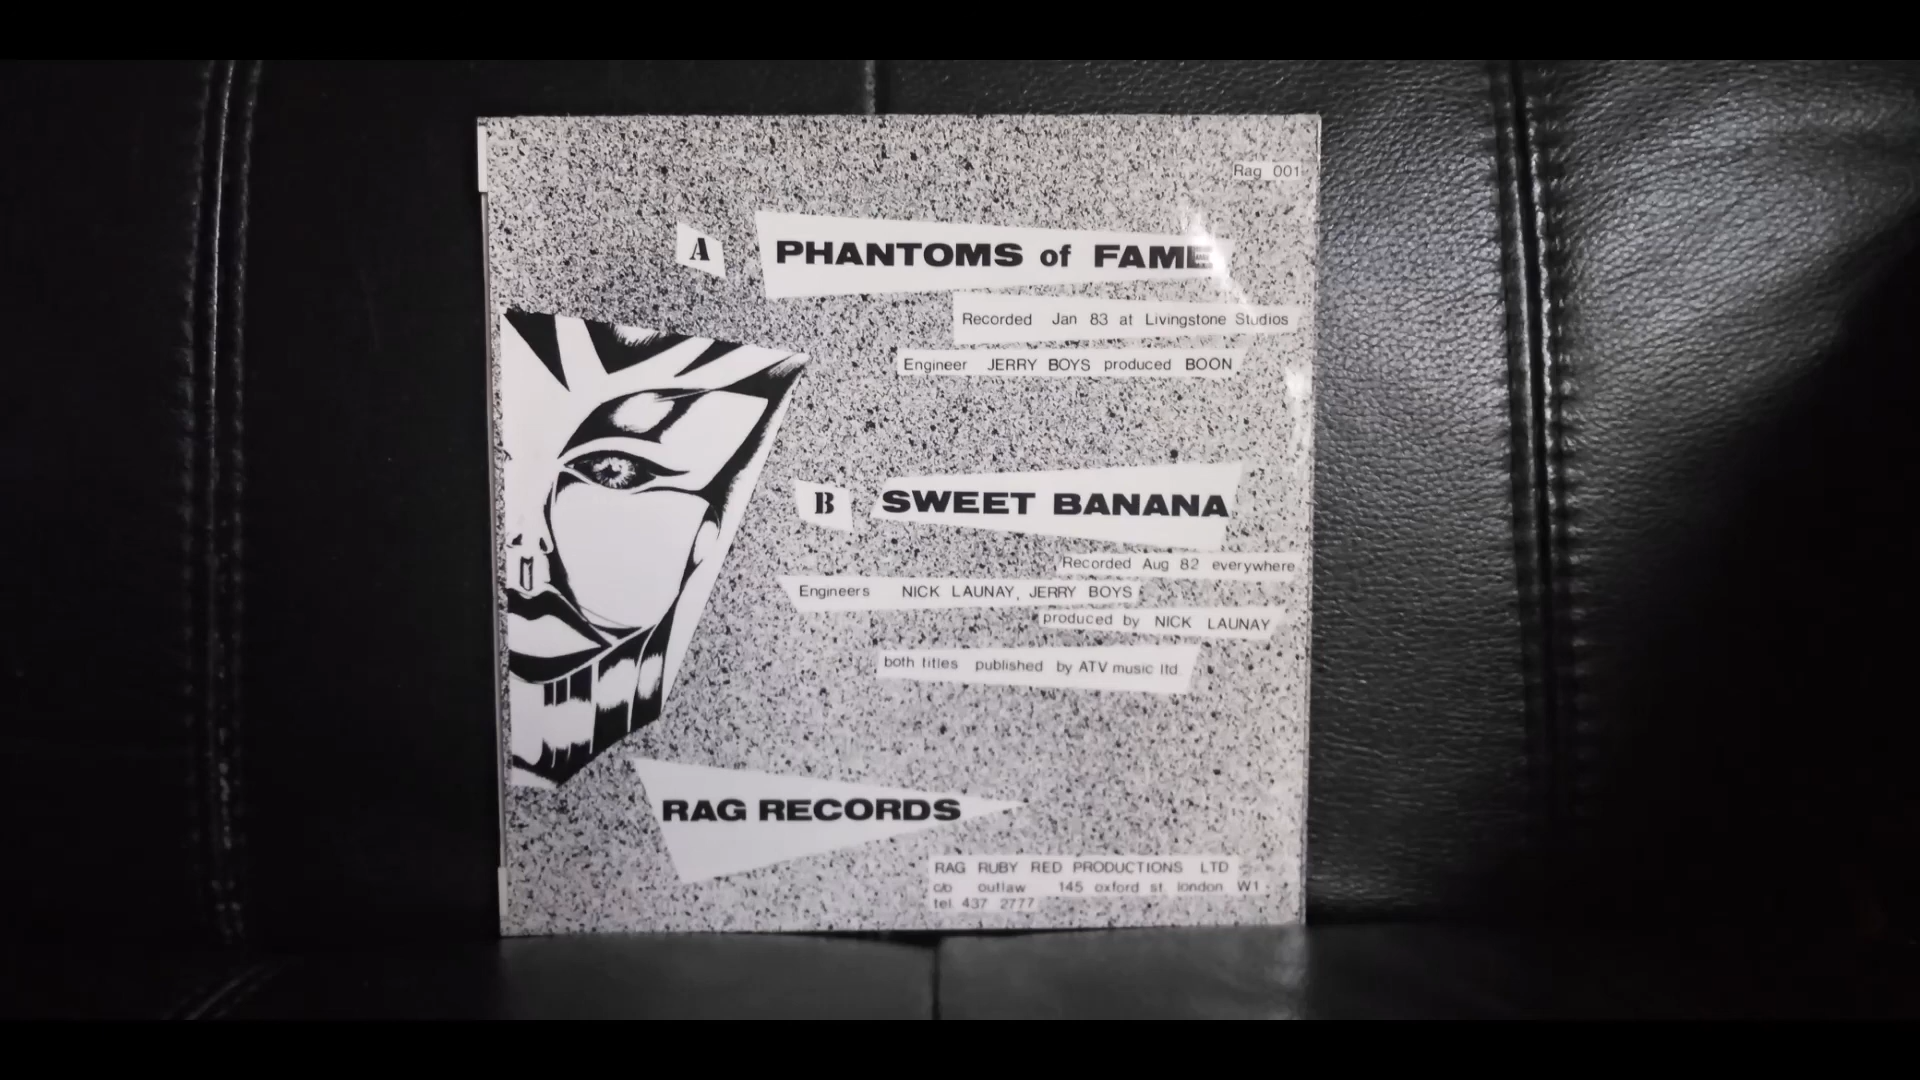 Rag 001
A PHANTOMS of FAME
Recorded Jan 83 at Livingstone Studios
Engineer JERRY BOYS produced BOON
B SWEET BANANA
Recorded Aug 82 everywhere
Engineers NICK LAUNAY, JERRY BOYS
produced by NICK LAUNAY
both titles published by ATV music ltd.
RAG RECORDS
RAG RUBY RED PRODUCTIONS LTD
c/o outlaw 145 oxford st. london W1
tel 437 2777